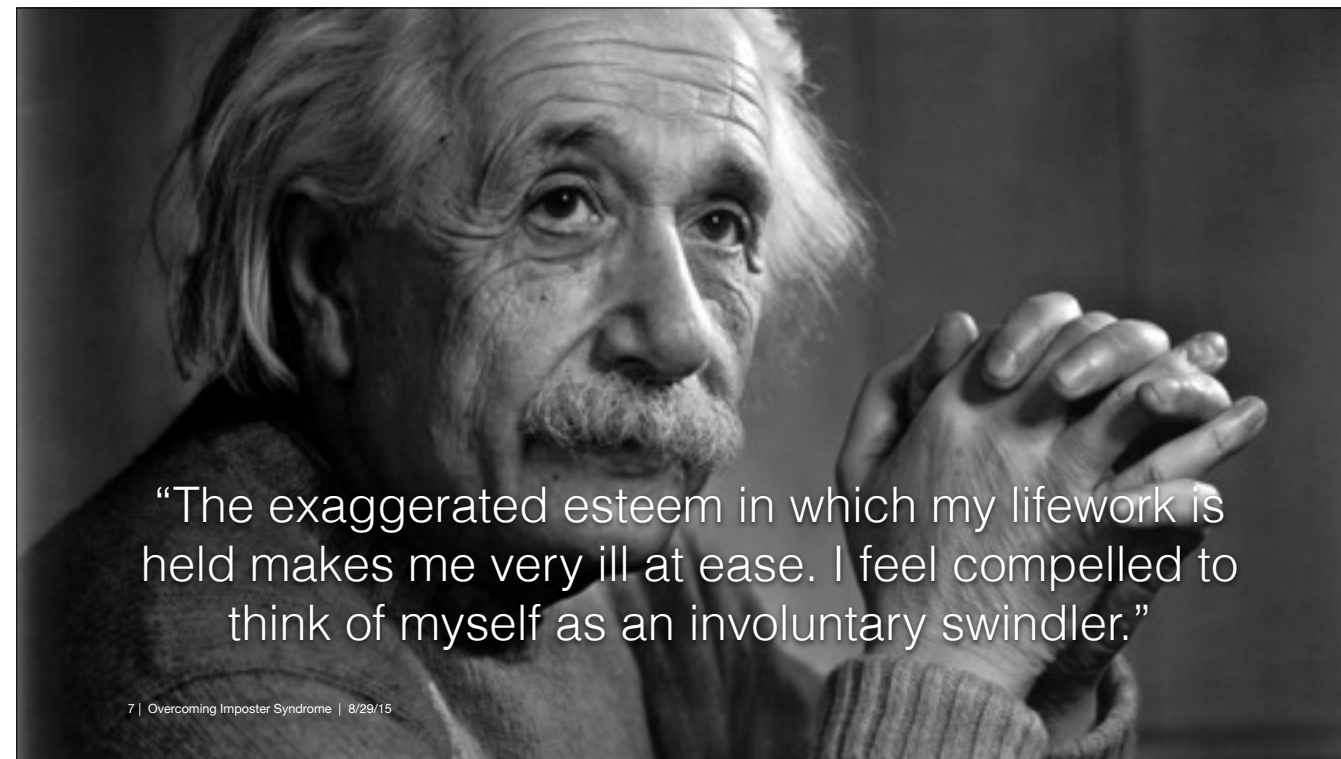 “The exaggerated esteem in which my lifework is
held makes me very ill at ease. I feel compelled to
think of myself as an involuntary swindler.”
7 | Overcoming Imposter Syndrome | 8/29/15